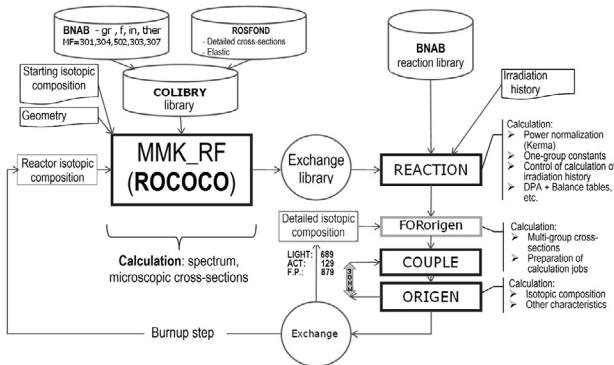 BNAB - gr , f, in, ther
MF=301,304,502,303,307
ROSFOND
- Detailed cross-sections
- Elastic
COLIBRY
library
BNAB
reaction library
Starting isotopic
composition
Geometry
Irradiation
history
Reactor isotopic
composition
MMK_RF
(ROCOCO)
Exchange
library
REACTION
Calculation:
➢ Power normalization
(Kerma)
➢ One-group constants
➢ Control of calculation of
irradiation history
➢ DPA + Balance tables,
etc.
Calculation: spectrum,
microscopic cross-sections
Detailed isotopic
composition
LIGHT: 689
ACT: 129
F.P.: 879
FORorigen
COUPLE
ORIGEN
Calculation:
➢ Multi-group cross-
sections
➢ Preparation of
calculation jobs
Calculation:
➢ Isotopic composition
➢ Other characteristics
Burnup step
Exchange